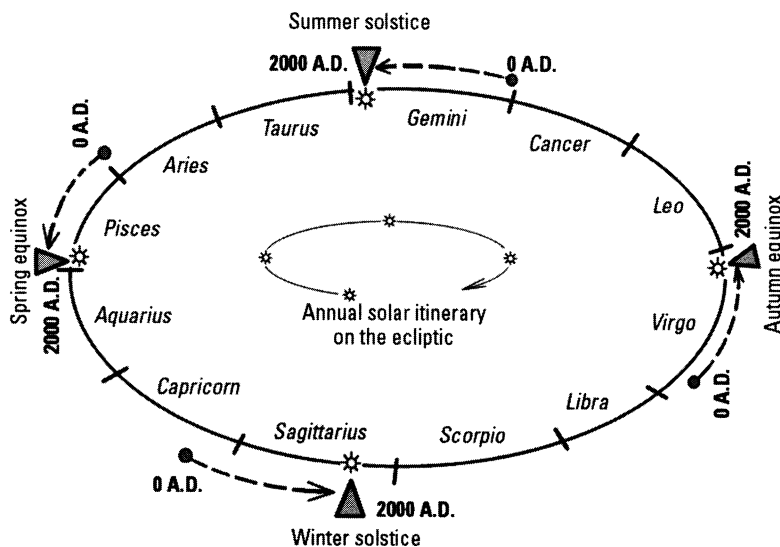 Summer solstice
2000 A.D.
0 A.D.
Taurus
Gemini
Cancer
0 A.D.
Aries
Leo
2000 A.D.
Spring equinox
Pisces
Autumn equinox
2000 A.D.
Aquarius
Annual solar itinerary
on the ecliptic
Virgo
0 A.D.
Capricorn
Libra
Sagittarius
Scorpio
0 A.D.
2000 A.D.
Winter solstice